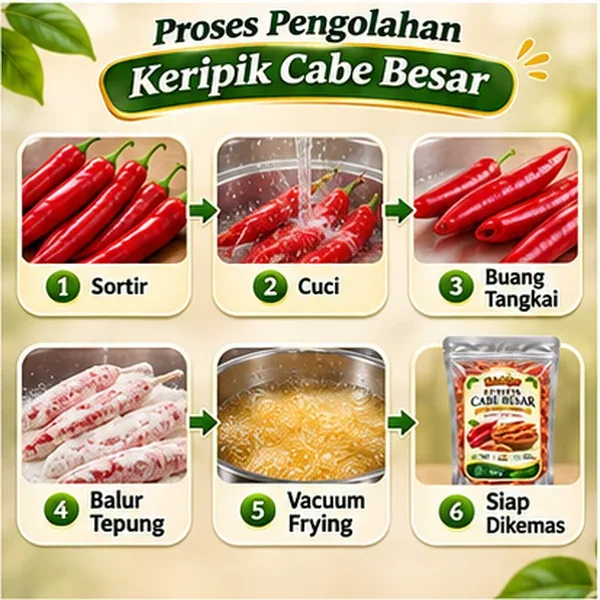 Proses Pengolahan
Keripik Cabe Besar
1 Sortir
2 Cuci
3 Buang
Tangkai
4 Balur
Tepung
5 Vacuum
Frying
CABE BESAR
6 Siap
Dikemas